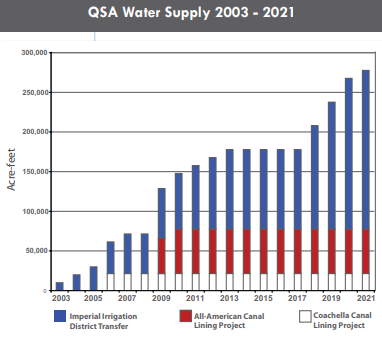 QSA Water Supply 2003 - 2021
300,000
250,000
200,000
150,000
100,000
50,000
0
Acre-feet
2003 2005 2007 2009 2011 2013 2015 2017 2019 2021
Imperial Irrigation
District Transfer
All-American Canal
Lining Project
Coachella Canal
Lining Project